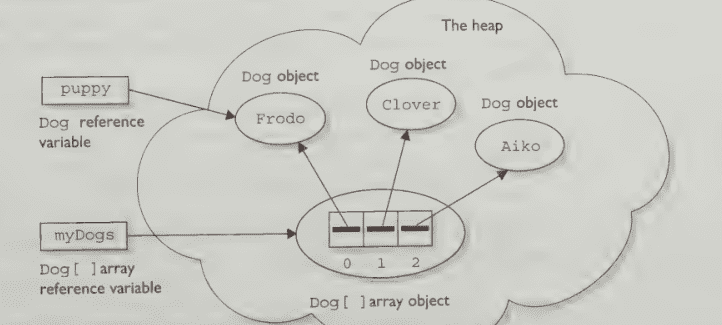 The heap
Dog object
Dog object
Dog object
puppy
Frodo
Clover
Aiko
Dog reference
variable
myDogs
0 1 2
Dog[ ] array
reference variable
Dog[ ] array object